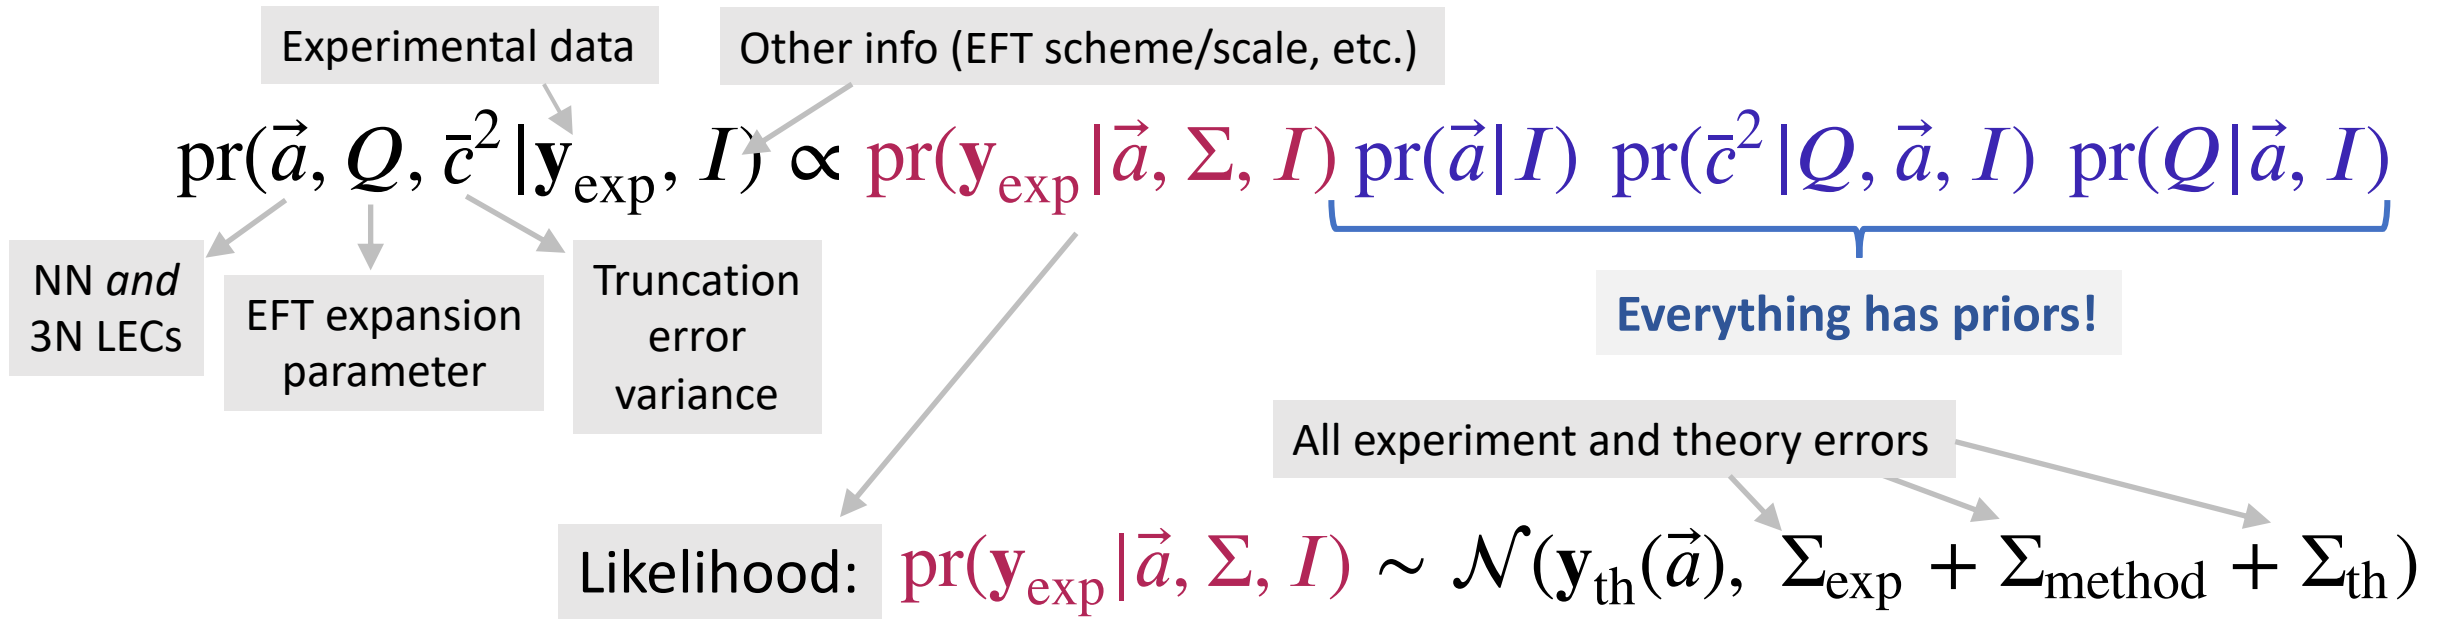 Experimental data
Other info (EFT scheme/scale, etc.)
pr(a⃗, Q, c̄²|y_exp, I) ∝ pr(y_exp|a⃗, Σ, I) pr(a⃗|I) pr(c̄²|Q, a⃗, I) pr(Q|a⃗, I)
NN and
3N LECs
EFT expansion
parameter
Truncation
error
variance
Everything has priors!
All experiment and theory errors
Likelihood: pr(y_exp|a⃗, Σ, I) ∼ 𝒩(y_th(a⃗), Σ_exp + Σ_method + Σ_th)